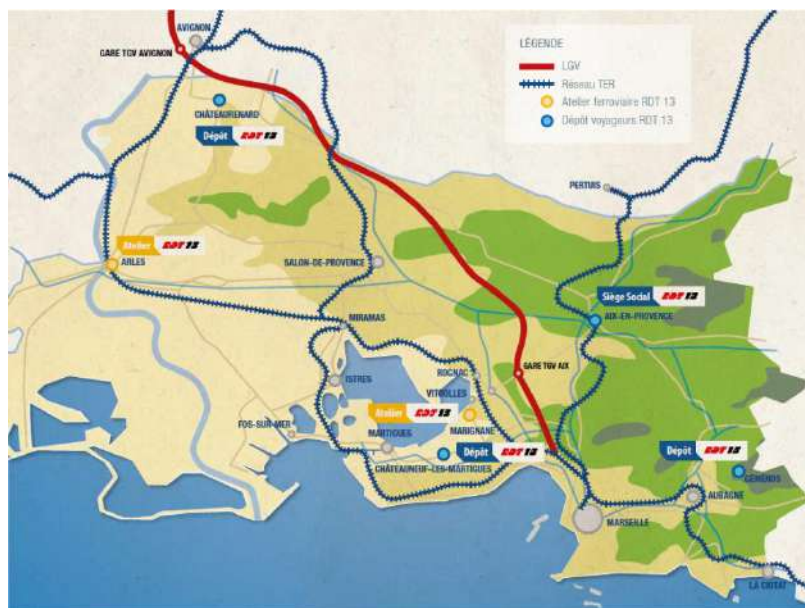 AVIGNON
GARE TGV AVIGNON
LÉGENDE
LGV
Réseau TER
Atelier ferroviaire RDT 13
Dépôt voyageurs RDT 13
CHÂTEAURENARD
Dépôt RDT 13
PERTUIS
Atelier RDT 13
ARLES
SALON-DE-PROVENCE
Siège Social RDT 13
AIX-EN-PROVENCE
MIRAMAS
ROGNAC
GARE TGV AIX
ISTRES
VITROLLES
Atelier RDT 13
FOS-SUR-MER
MARIGNANE
MARTIGUES
Dépôt RDT 13
CHÂTEAUNEUF-LES-MARTIGUES
Dépôt RDT 13
GÉMENOS
AUBAGNE
MARSEILLE
LA CIOTAT